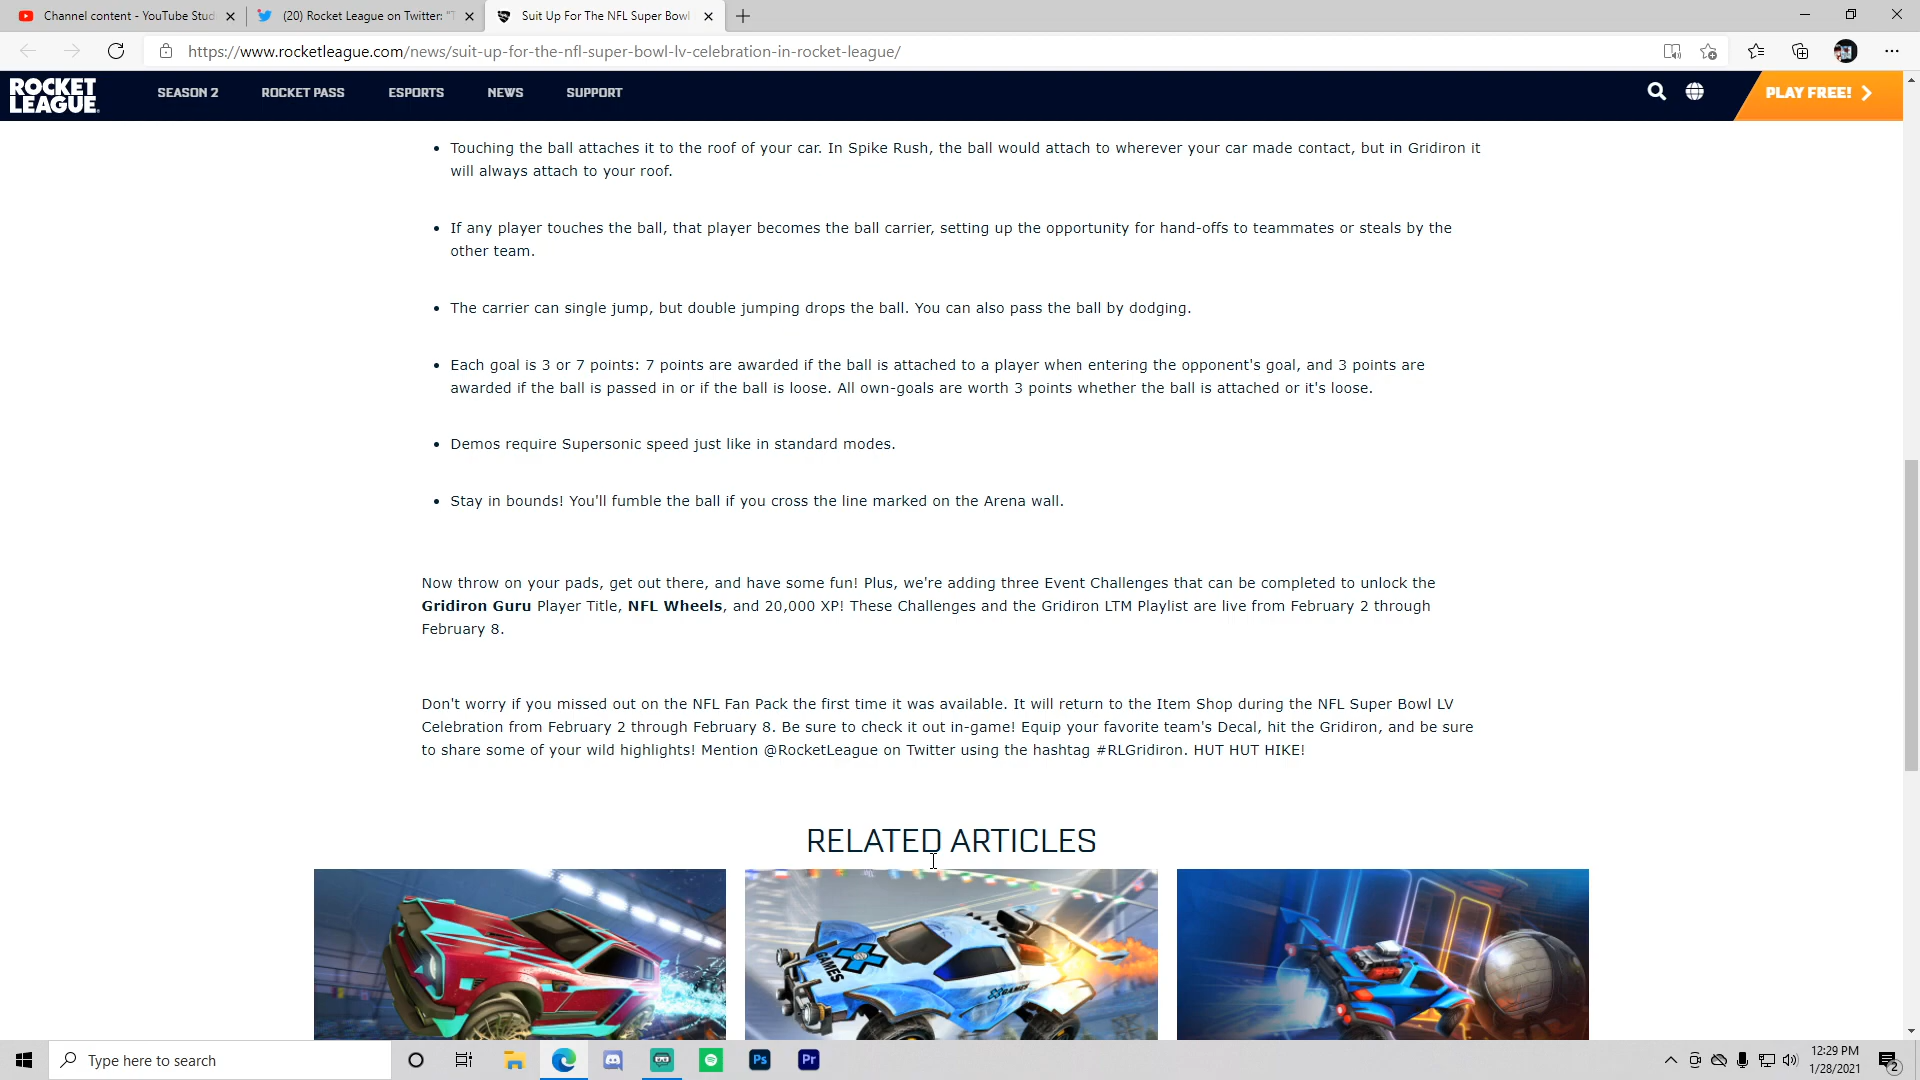 Channel content - YouTube Stud
(20) Rocket League on Twitter: "T
Suit Up For The NFL Super Bowl
https://www.rocketleague.com/news/suit-up-for-the-nfl-super-bowl-lv-celebration-in-rocket-league/
ROCKET
LEAGUE
SEASON 2
ROCKET PASS
ESPORTS
NEWS
SUPPORT
PLAY FREE!
• Touching the ball attaches it to the roof of your car. In Spike Rush, the ball would attach to wherever your car made contact, but in Gridiron it
will always attach to your roof.
• If any player touches the ball, that player becomes the ball carrier, setting up the opportunity for hand-offs to teammates or steals by the
other team.
• The carrier can single jump, but double jumping drops the ball. You can also pass the ball by dodging.
• Each goal is 3 or 7 points: 7 points are awarded if the ball is attached to a player when entering the opponent's goal, and 3 points are
awarded if the ball is passed in or if the ball is loose. All own-goals are worth 3 points whether the ball is attached or it's loose.
• Demos require Supersonic speed just like in standard modes.
• Stay in bounds! You'll fumble the ball if you cross the line marked on the Arena wall.
Now throw on your pads, get out there, and have some fun! Plus, we're adding three Event Challenges that can be completed to unlock the
Gridiron Guru Player Title, NFL Wheels, and 20,000 XP! These Challenges and the Gridiron LTM Playlist are live from February 2 through
February 8.
Don't worry if you missed out on the NFL Fan Pack the first time it was available. It will return to the Item Shop during the NFL Super Bowl LV
Celebration from February 2 through February 8. Be sure to check it out in-game! Equip your favorite team's Decal, hit the Gridiron, and be sure
to share some of your wild highlights! Mention @RocketLeague on Twitter using the hashtag #RLGridiron. HUT HUT HIKE!
RELATED ARTICLES
GAMES
X GAMES
Type here to search
Ps
Pr
12:29 PM
1/28/2021
2